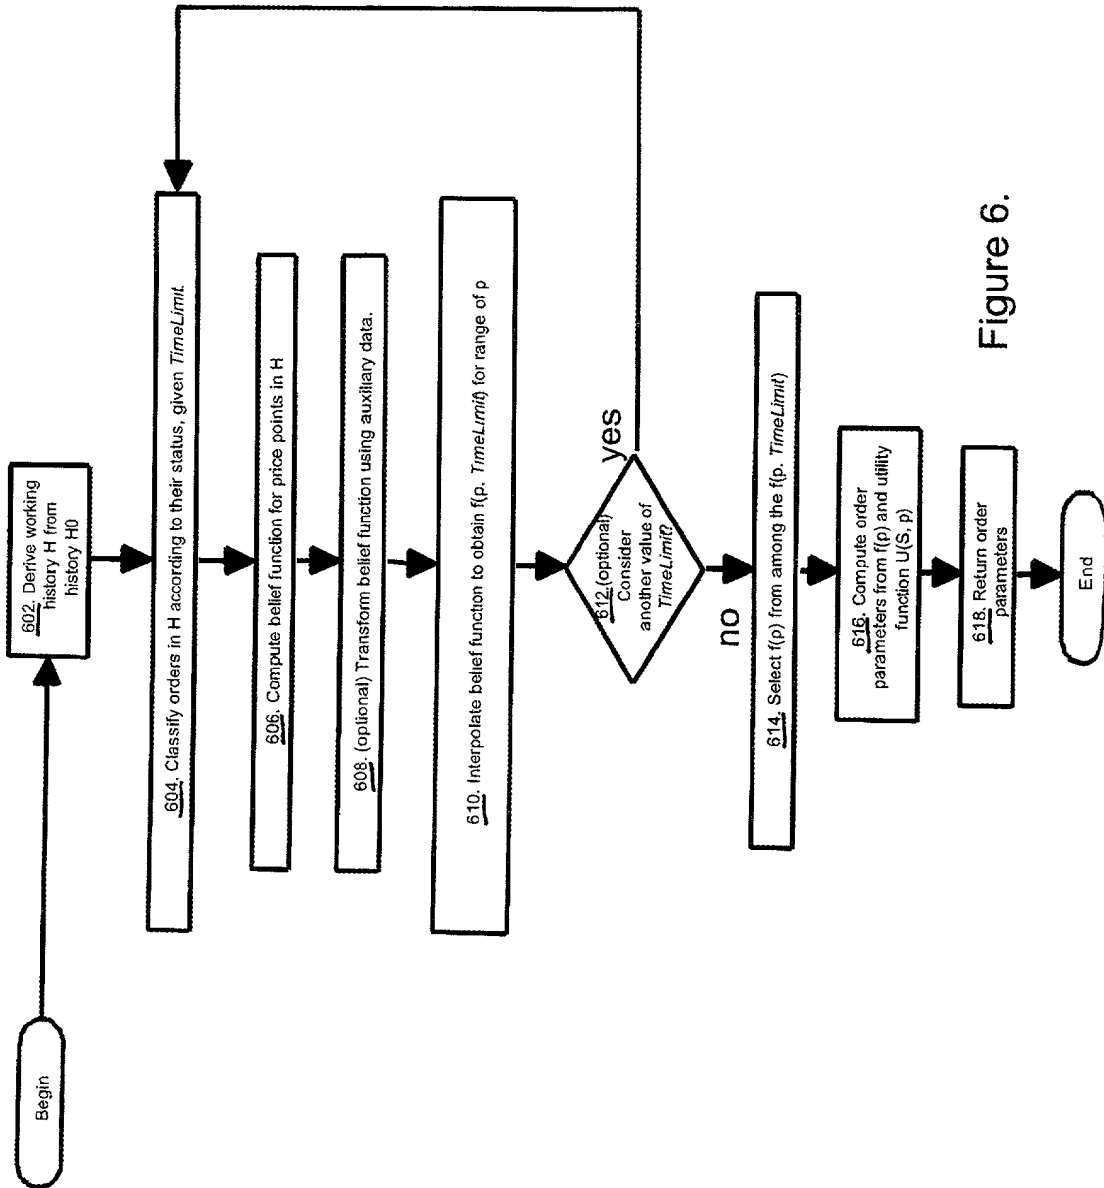 Begin
602. Derive working
history H from
history H0
604. Classify orders in H according to their status, given TimeLimit.
606. Compute belief function for price points in H
608. (optional) Transform belief function using auxiliary data.
610. Interpolate belief function to obtain f(p. TimeLimit) for range of p
612.(optional)
Consider
another value of
TimeLimit?
yes
no
614. Select f(p) from among the f(p. TimeLimit)
616. Compute order
parameters from f(p) and utility
function U(S, p)
618. Return order
parameters
End
Figure 6.